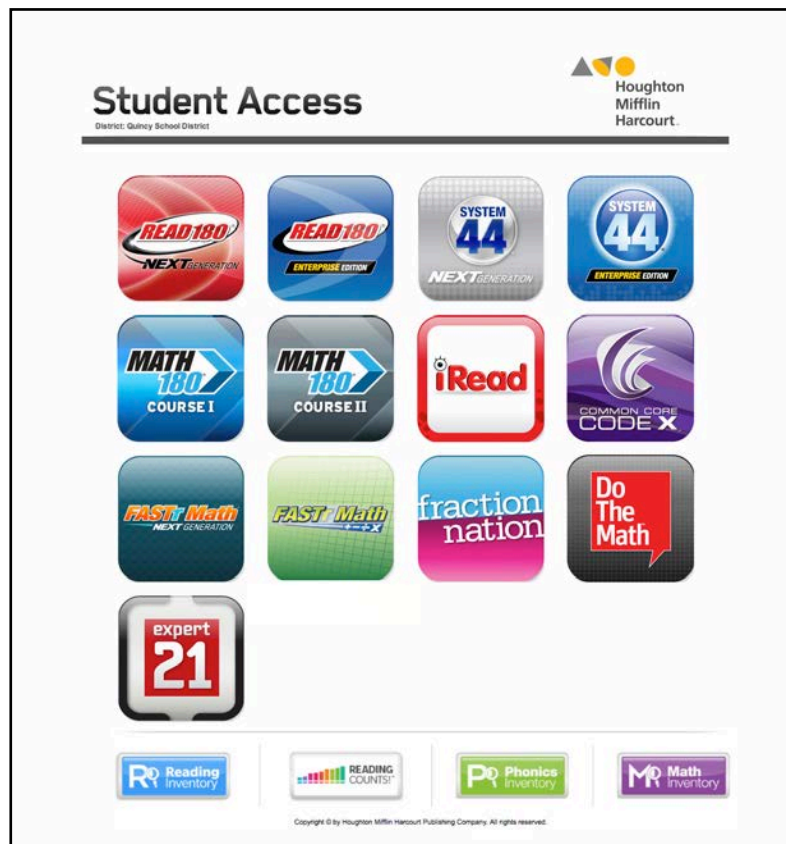 Student Access
District: Quincy School District
Houghton
Mifflin
Harcourt
READ180
NEXT GENERATION
READ180
ENTERPRISE EDITION
SYSTEM
44
NEXT GENERATION
SYSTEM
44
ENTERPRISE EDITION
MATH
180
COURSE I
MATH
180
COURSE II
iRead
COMMON CORE
CODE X
FASTT Math
NEXT GENERATION
FASTT Math
+-÷x
fraction
nation
Do
The
Math
expert
21
RI Reading
Inventory
READING
COUNTS!
PI Phonics
Inventory
MI Math
Inventory
Copyright © by Houghton Mifflin Harcourt Publishing Company. All rights reserved.